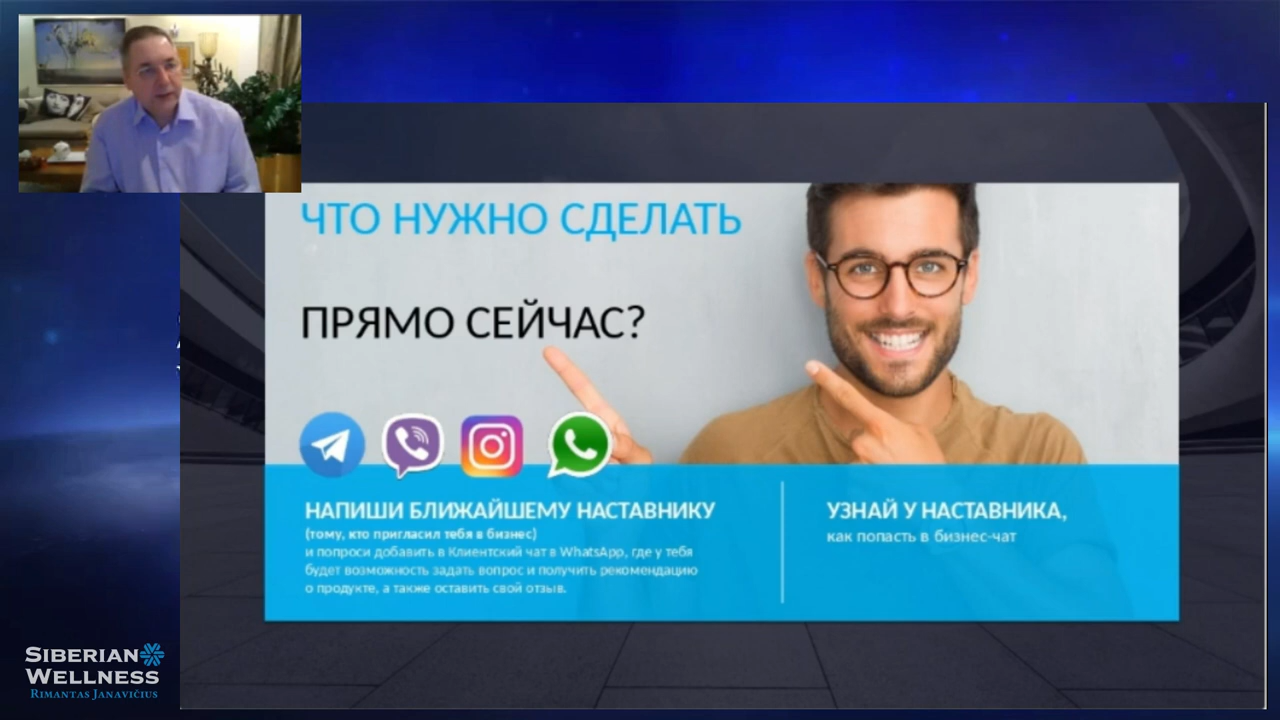 ЧТО НУЖНО СДЕЛАТЬ
ПРЯМО СЕЙЧАС?
НАПИШИ БЛИЖАЙШЕМУ НАСТАВНИКУ
(тому, кто пригласил тебя в бизнес)
и попроси добавить в Клиентский чат в WhatsApp, где у тебя
будет возможность задать вопрос и получить рекомендацию
о продукте, а также оставить свой отзыв.
УЗНАЙ У НАСТАВНИКА,
как попасть в бизнес-чат
SIBERIAN
WELLNESS
RIMANTAS JANAVIČIUS